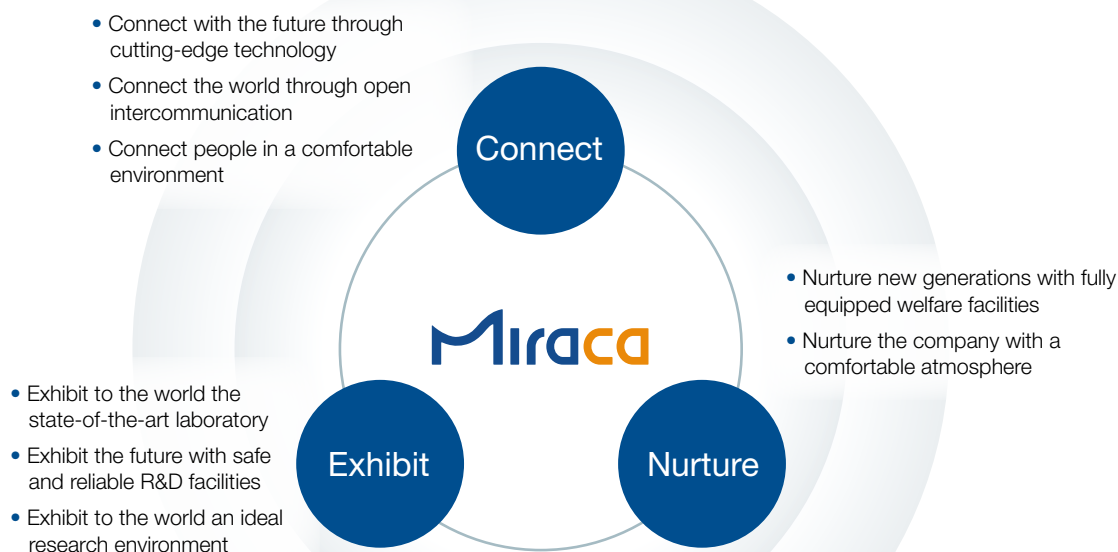 • Connect with the future through
cutting-edge technology
• Connect the world through open
intercommunication
• Connect people in a comfortable
environment
Connect
• Nurture new generations with fully
equipped welfare facilities
• Nurture the company with a
comfortable atmosphere
Miraca
• Exhibit to the world the
state-of-the-art laboratory
• Exhibit the future with safe
and reliable R&D facilities
• Exhibit to the world an ideal
research environment
Exhibit
Nurture